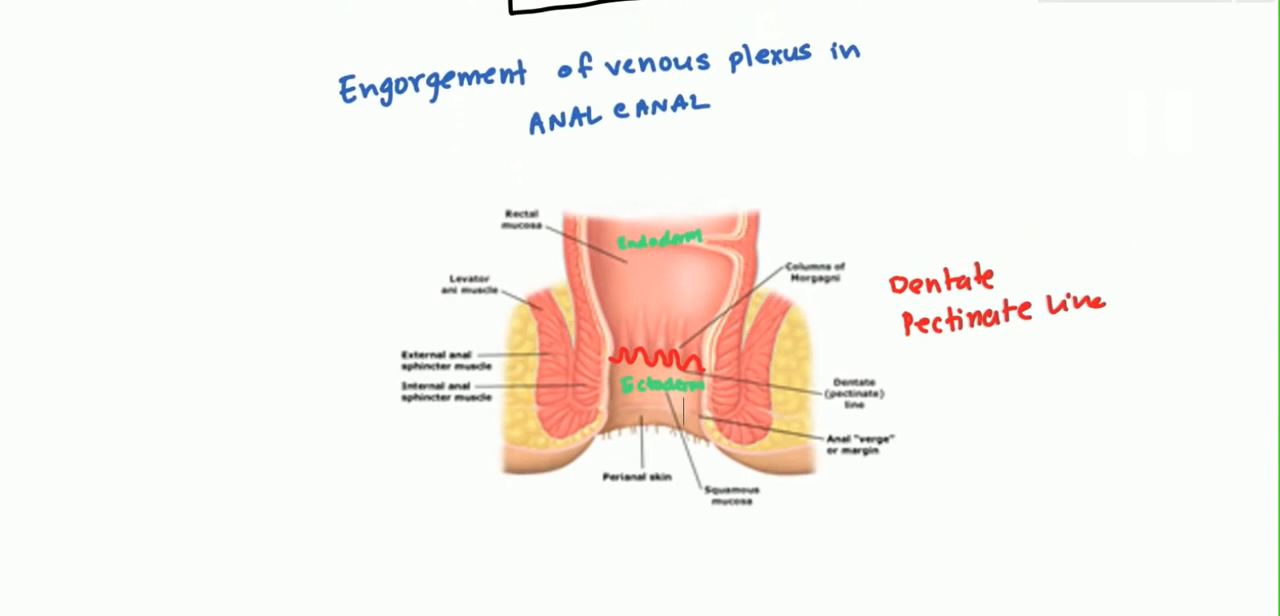 Engorgement of venous plexus in
ANAL CANAL
Rectal
mucosa
Endoderm
Levator
ani muscle
Columns of
Morgagni
Dentate
Pectinate line
External anal
sphincter muscle
Internal anal
sphincter muscle
Ectoderm
Dentate
(pectinate)
line
Anal "verge"
or margin
Perianal skin
Squamous
mucosa